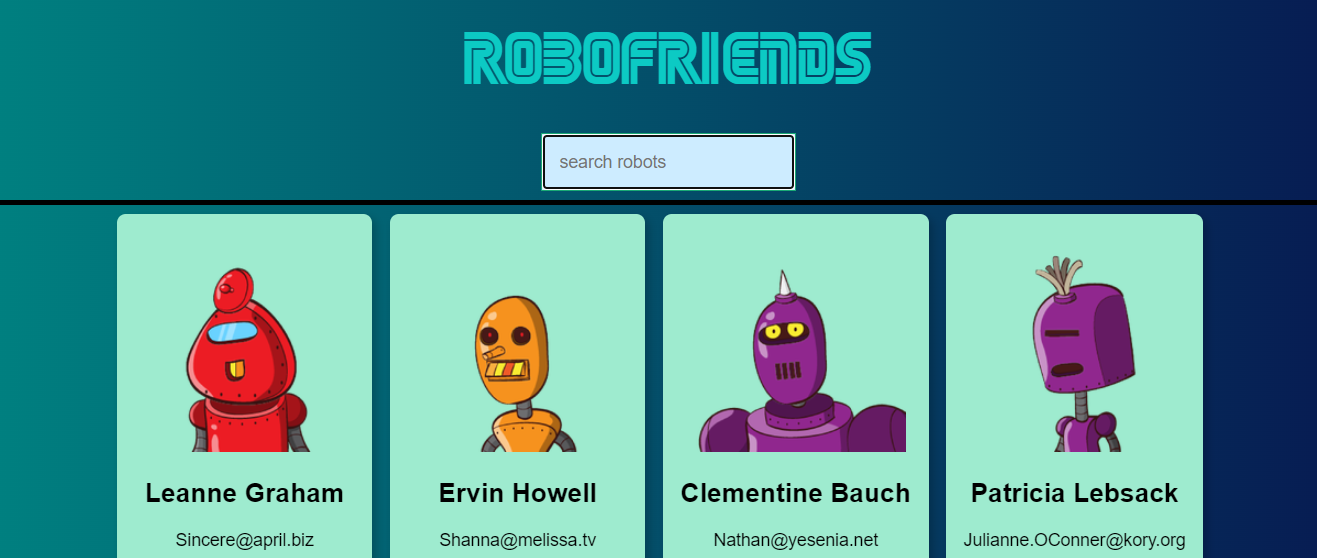 ROBOFRIENDS
search robots
Leanne Graham
Sincere@april.biz
Ervin Howell
Shanna@melissa.tv
Clementine Bauch
Nathan@yesenia.net
Patricia Lebsack
Julianne.OConner@kory.org